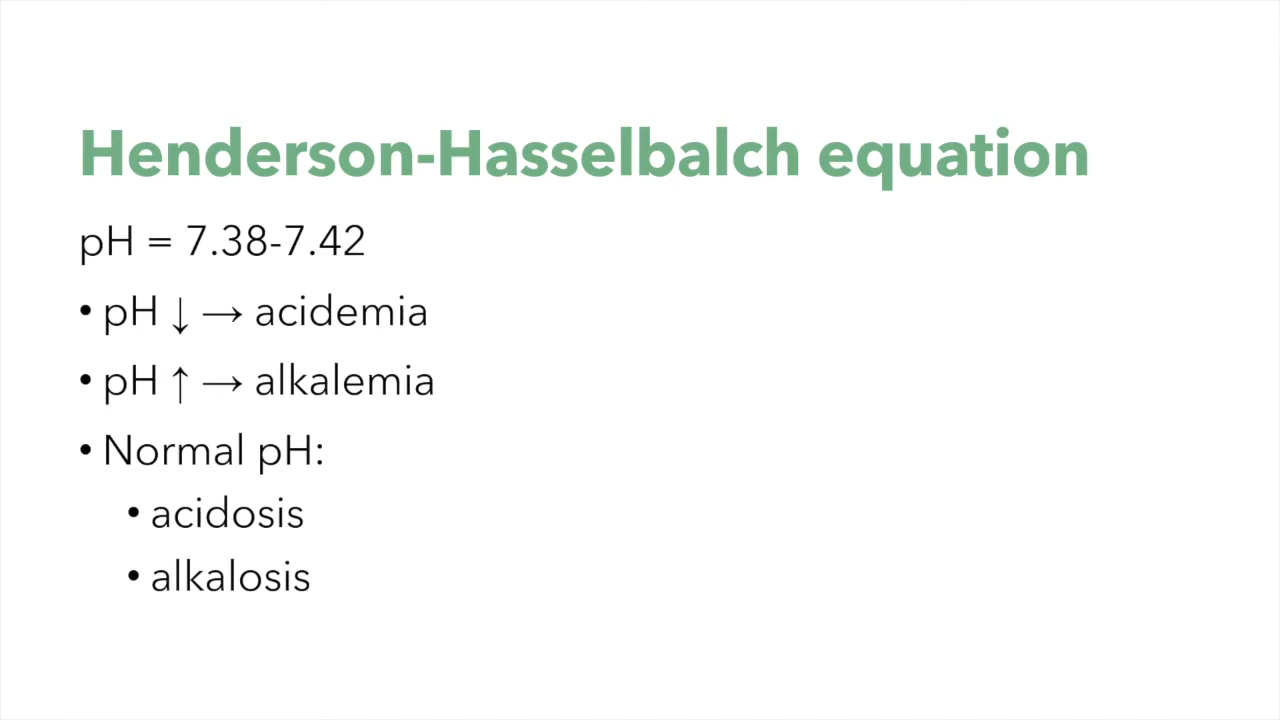 Henderson-Hasselbalch equation
pH = 7.38-7.42
• pH ↓ → acidemia
• pH ↑ → alkalemia
• Normal pH:
• acidosis
• alkalosis